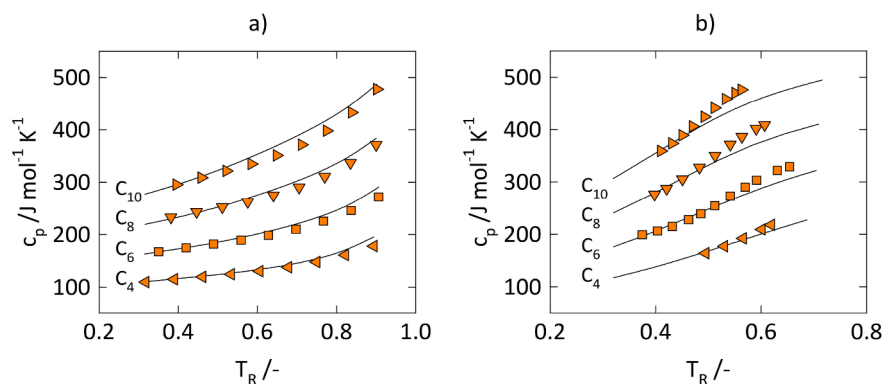 a)
500
400
300
200
100
c_p /J mol⁻¹ K⁻¹
C₁₀
C₈
C₆
C₄
0.2 0.4 0.6 0.8 1.0
T_R /-
b)
500
400
300
200
100
c_p /J mol⁻¹ K⁻¹
C₁₀
C₈
C₆
C₄
0.2 0.4 0.6 0.8
T_R /-